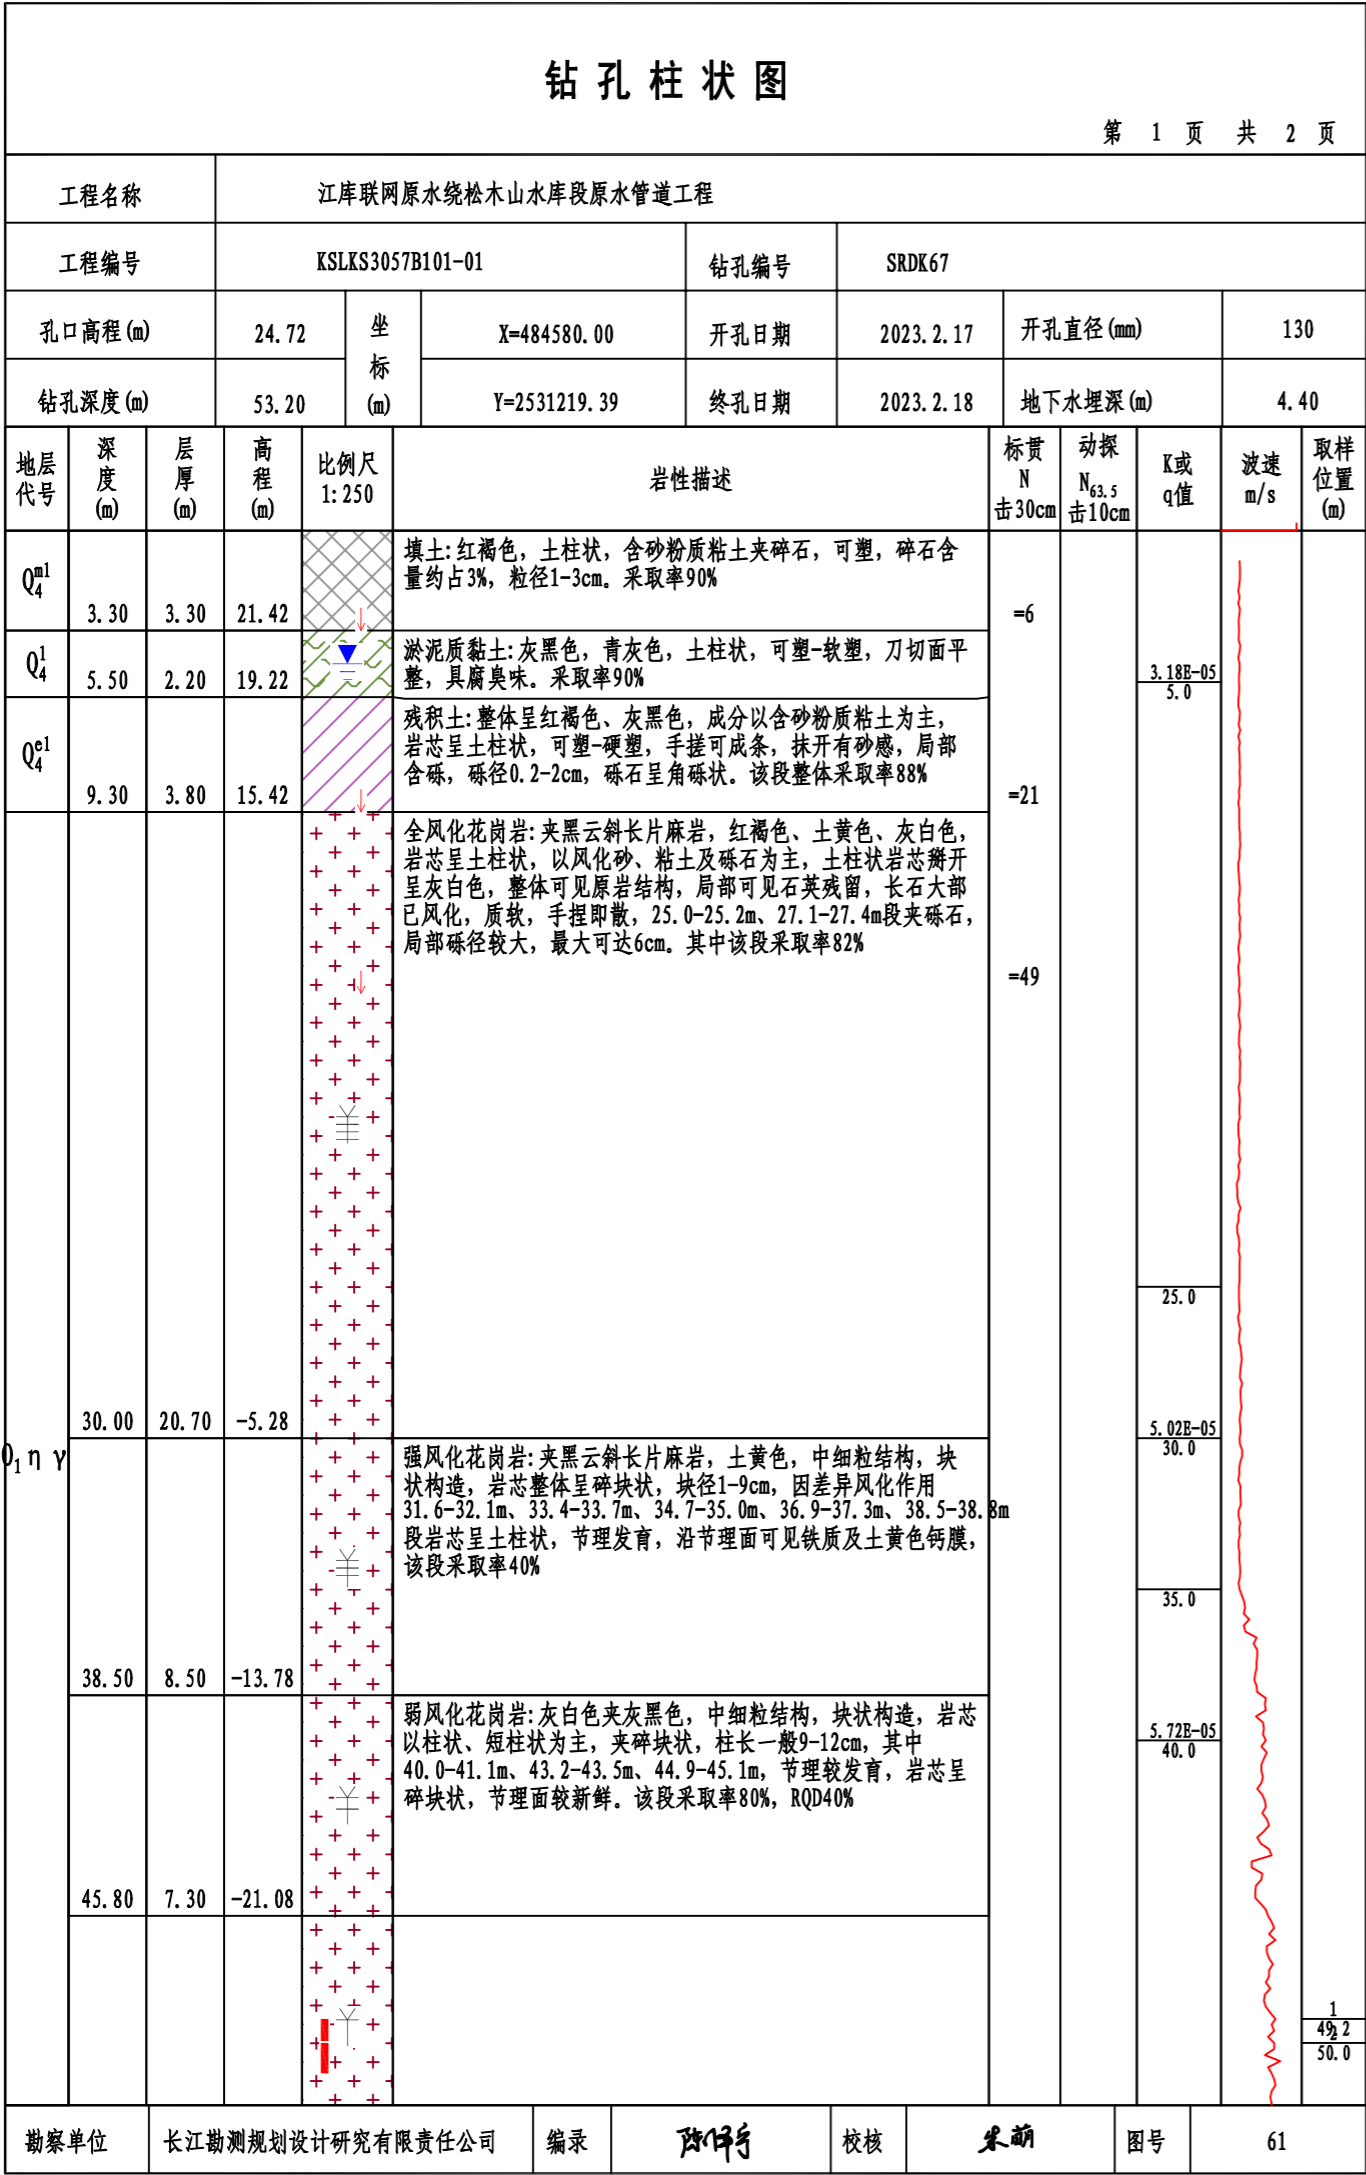 钻孔柱状图
第 1 页 共 2 页
工程名称 江库联网原水绕松木山水库段原水管道工程
工程编号 KSLKS3057B101-01 钻孔编号 SRDK67
孔口高程(m) 24.72 坐标(m) X=484580.00 开孔日期 2023.2.17 开孔直径(mm) 130
钻孔深度(m) 53.20 Y=2531219.39 终孔日期 2023.2.18 地下水埋深(m) 4.40
地层代号 深度(m) 层厚(m) 高程(m) 比例尺1:250 岩性描述 标贯N击30cm 动探N63.5击10cm K或q值 波速m/s 取样位置(m)
填土:红褐色,土柱状,含砂粉质粘土夹碎石,可塑,碎石含
量约占3%,粒径1-3cm。采取率90%
Q4ml 3.30 3.30 21.42 =6
淤泥质黏土:灰黑色,青灰色,土柱状,可塑-软塑,刀切面平
整,具腐臭味。采取率90%
Q4l 5.50 2.20 19.22
3.18E-05
5.0
残积土:整体呈红褐色、灰黑色,成分以含砂粉质粘土为主,
岩芯呈土柱状,可塑-硬塑,手搓可成条,抹开有砂感,局部
含砾,砾径0.2-2cm,砾石呈角砾状。该段整体采取率88%
Q4el 9.30 3.80 15.42 =21
全风化花岗岩:夹黑云斜长片麻岩,红褐色、土黄色、灰白色,
岩芯呈土柱状,以风化砂、粘土及砾石为主,土柱状岩芯掰开
呈灰白色,整体可见原岩结构,局部可见石英残留,长石大部
已风化,质软,手捏即散,25.0-25.2m、27.1-27.4m段夹砾石,
局部砾径较大,最大可达6cm。其中该段采取率82%
=49
25.0
30.00 20.70 -5.28
5.02E-05
30.0
O1ηγ
强风化花岗岩:夹黑云斜长片麻岩,土黄色,中细粒结构,块
状构造,岩芯整体呈碎块状,块径1-9cm,因差异风化作用
31.6-32.1m、33.4-33.7m、34.7-35.0m、36.9-37.3m、38.5-38.8m
段岩芯呈土柱状,节理发育,沿节理面可见铁质及土黄色钙膜,
该段采取率40%
35.0
38.50 8.50 -13.78
弱风化花岗岩:灰白色夹灰黑色,中细粒结构,块状构造,岩芯
以柱状、短柱状为主,夹碎块状,柱长一般9-12cm,其中
40.0-41.1m、43.2-43.5m、44.9-45.1m,节理较发育,岩芯呈
碎块状,节理面较新鲜。该段采取率80%,RQD40%
5.72E-05
40.0
45.80 7.30 -21.08
1
49.2
2
50.0
勘察单位 长江勘测规划设计研究有限责任公司 编录 校核 朱萌 图号 61